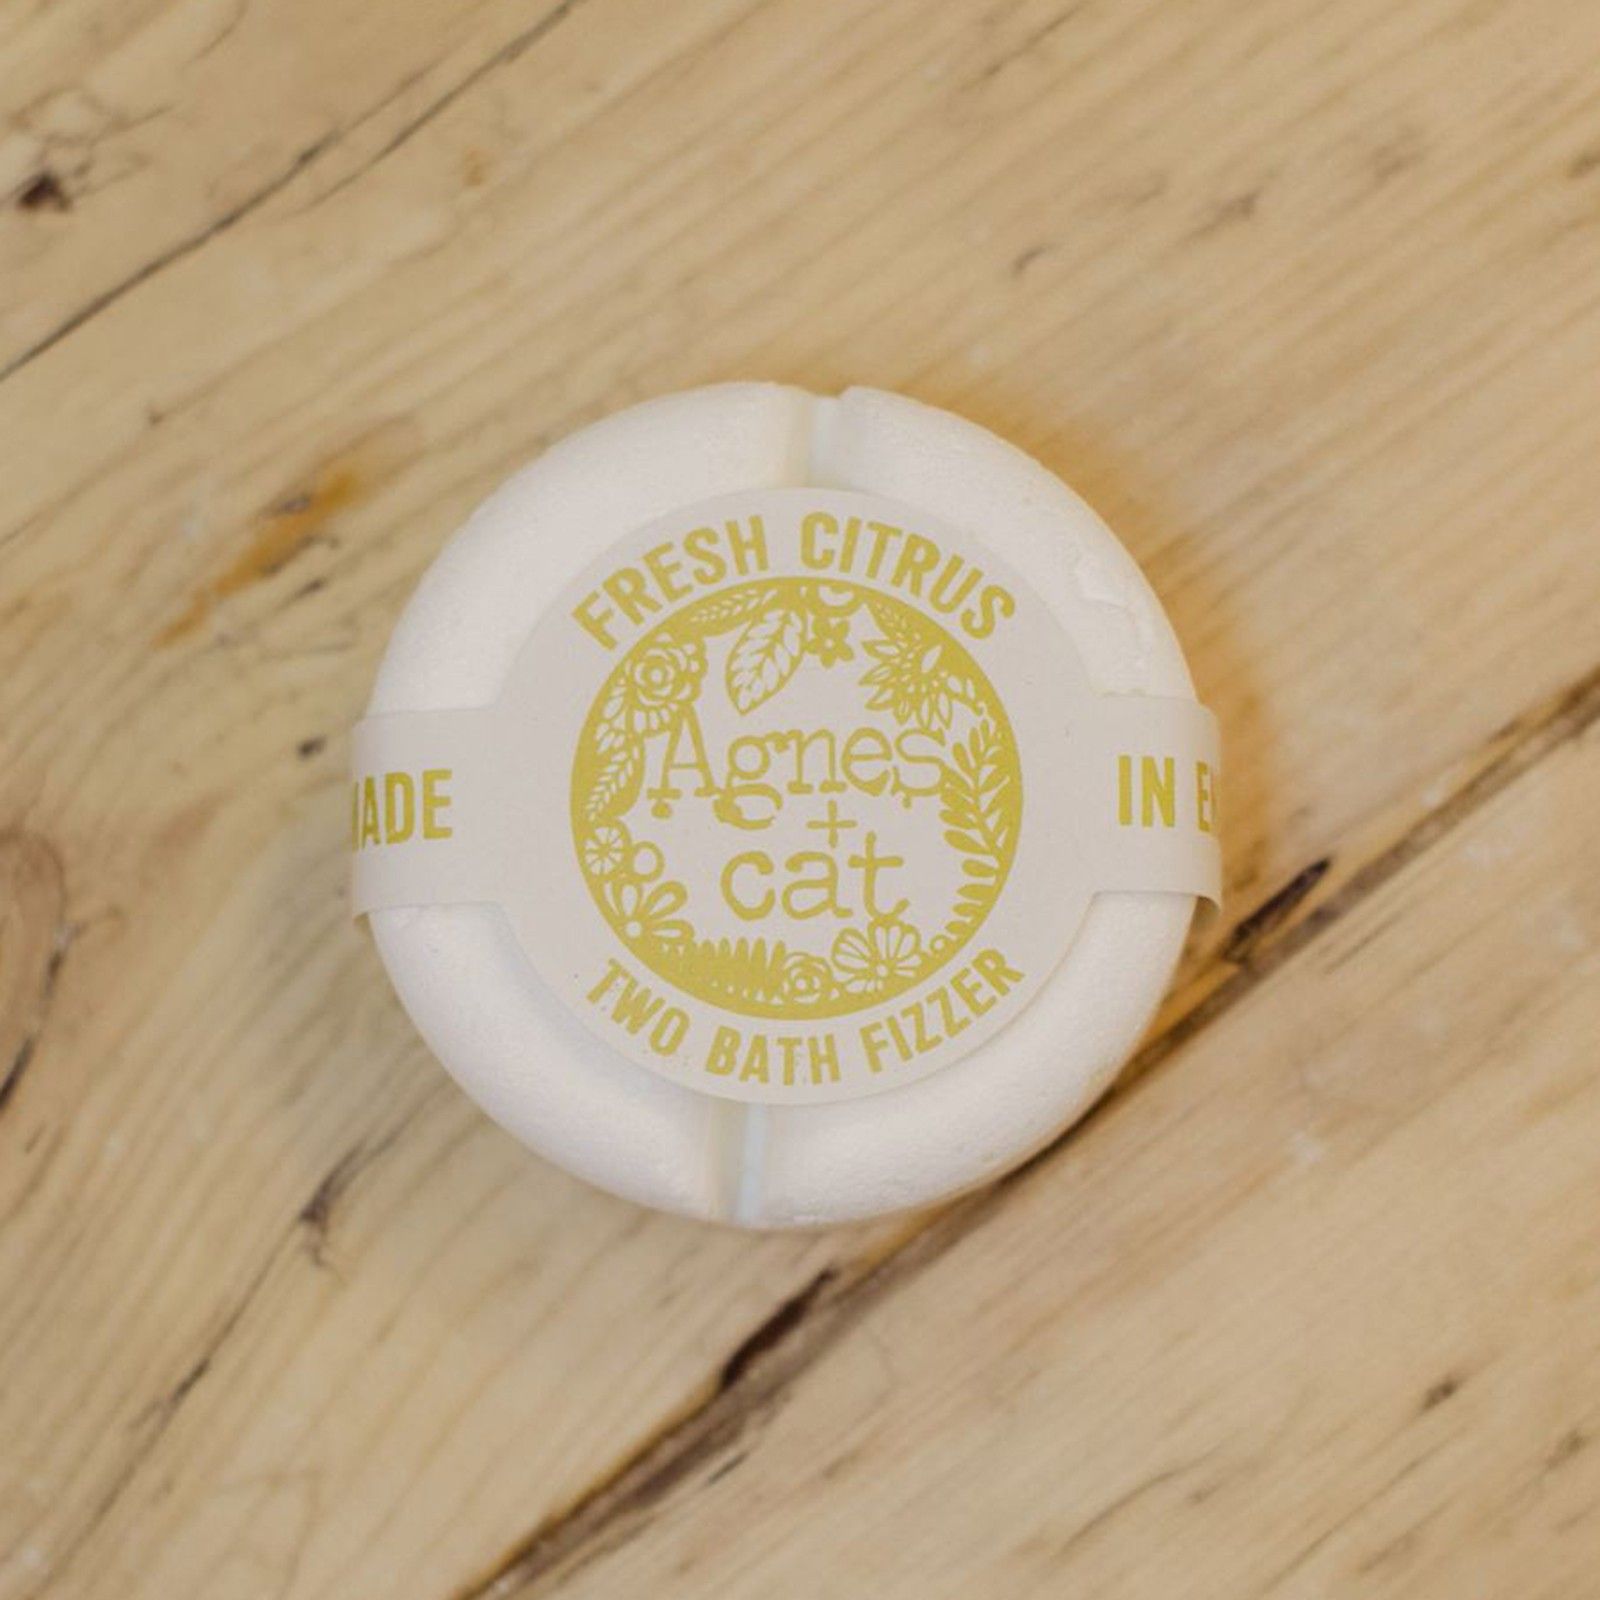 FRESH CITRUS
Agnes
+
cat
TWO BATH FIZZER
MADE
IN